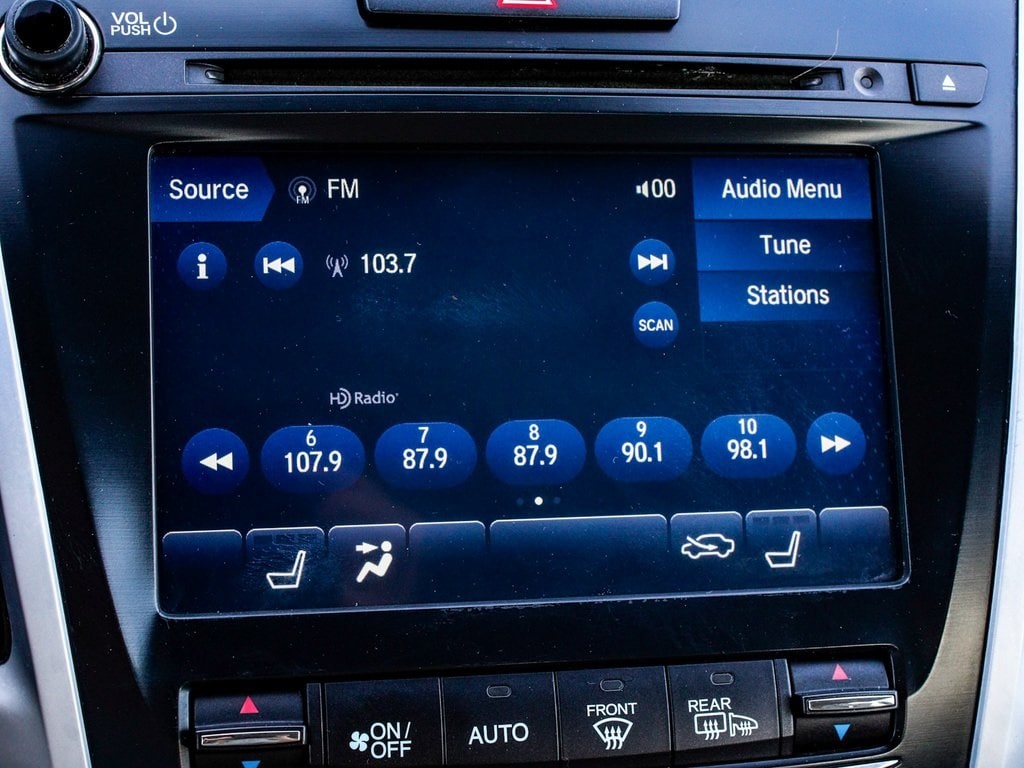 VOL
PUSH
Source
FM
FM
00
Audio Menu
i
103.7
Tune
Stations
SCAN
HD Radio
6
107.9
7
87.9
8
87.9
9
90.1
10
98.1
ON/
OFF
AUTO
FRONT
REAR